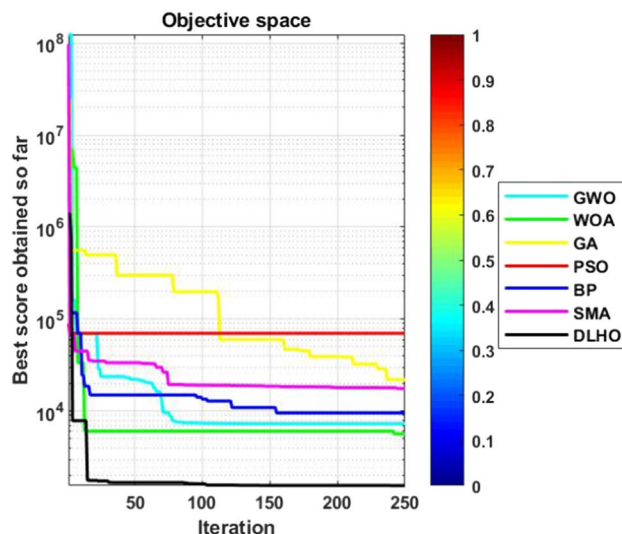 Objective space
Best score obtained so far
10^8
10^7
10^6
10^5
10^4
50
100
150
200
250
Iteration
1
0.9
0.8
0.7
0.6
0.5
0.4
0.3
0.2
0.1
0
GWO
WOA
GA
PSO
BP
SMA
DLHO